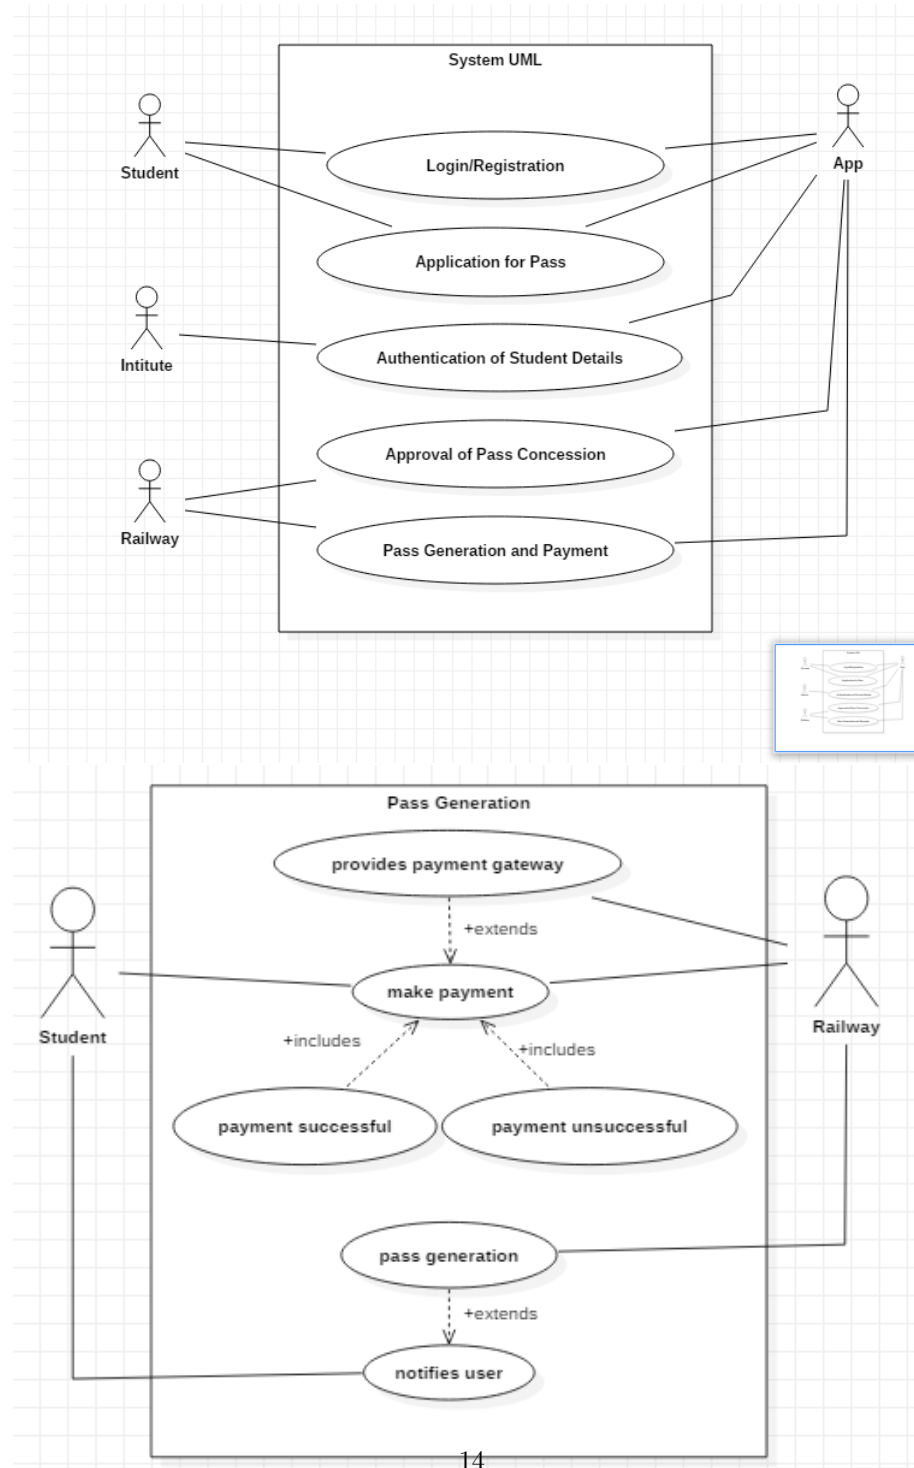 System UML
Student
Login/Registration
App
Application for Pass
Intitute
Authentication of Student Details
Approval of Pass Concession
Railway
Pass Generation and Payment
Pass Generation
provides payment gateway
+extends
make payment
Student
Railway
+includes
+includes
payment successful
payment unsuccessful
pass generation
+extends
notifies user
14